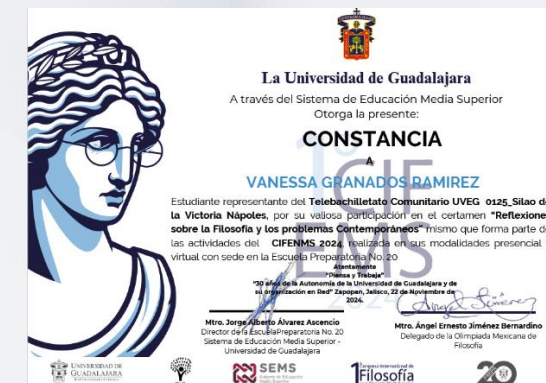 La Universidad de Guadalajara
A través del Sistema de Educación Media Superior
Otorga la presente:
CONSTANCIA
A
VANESSA GRANADOS RAMIREZ
Estudiante representante del Telebachilletato Comunitario UVEG 0125_Silao de
la Victoria Nápoles, por su valiosa participación en el certamen "Reflexione
sobre la Filosofía y los problemas Contemporáneos" mismo que forma parte de
las actividades del CIFENMS 2024, realizada en sus modalidades presencial
virtual con sede en la Escuela Preparatoria No. 20
Atentamente
"Piensa y Trabaja"
"30 años de la Autonomía de la Universidad de Guadalajara y de
su organización en Red" Zapopan, Jalisco, 22 de Noviembre de
2024.
Mtro. Jorge Alberto Álvarez Ascencio
Director de la Escuela Preparatoria No. 20
Sistema de Educación Media Superior -
Universidad de Guadalajara
Mtro. Ángel Ernesto Jiménez Bernardino
Delegado de la Olimpiada Mexicana de
Filosofía
UNIVERSIDAD DE
GUADALAJARA
SEMS
1 Filosofía
20